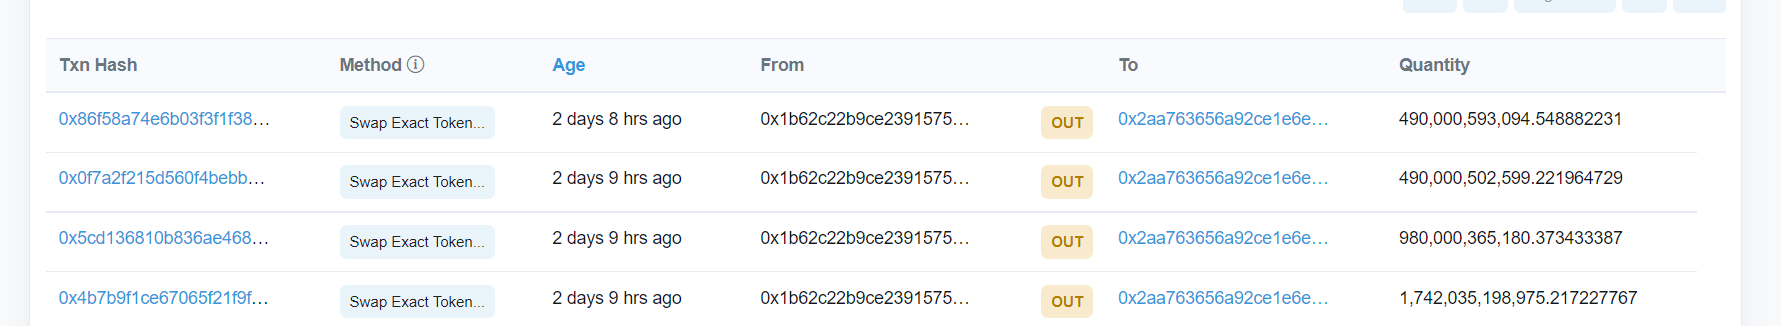 Txn Hash Method Age From To Quantity
0x86f58a74e6b03f3f1f38... Swap Exact Token... 2 days 8 hrs ago 0x1b62c22b9ce2391575... OUT 0x2aa763656a92ce1e6e... 490,000,593,094.548882231
0x0f7a2f215d560f4bebb... Swap Exact Token... 2 days 9 hrs ago 0x1b62c22b9ce2391575... OUT 0x2aa763656a92ce1e6e... 490,000,502,599.221964729
0x5cd136810b836ae468... Swap Exact Token... 2 days 9 hrs ago 0x1b62c22b9ce2391575... OUT 0x2aa763656a92ce1e6e... 980,000,365,180.373433387
0x4b7b9f1ce67065f21f9f... Swap Exact Token... 2 days 9 hrs ago 0x1b62c22b9ce2391575... OUT 0x2aa763656a92ce1e6e... 1,742,035,198,975.217227767